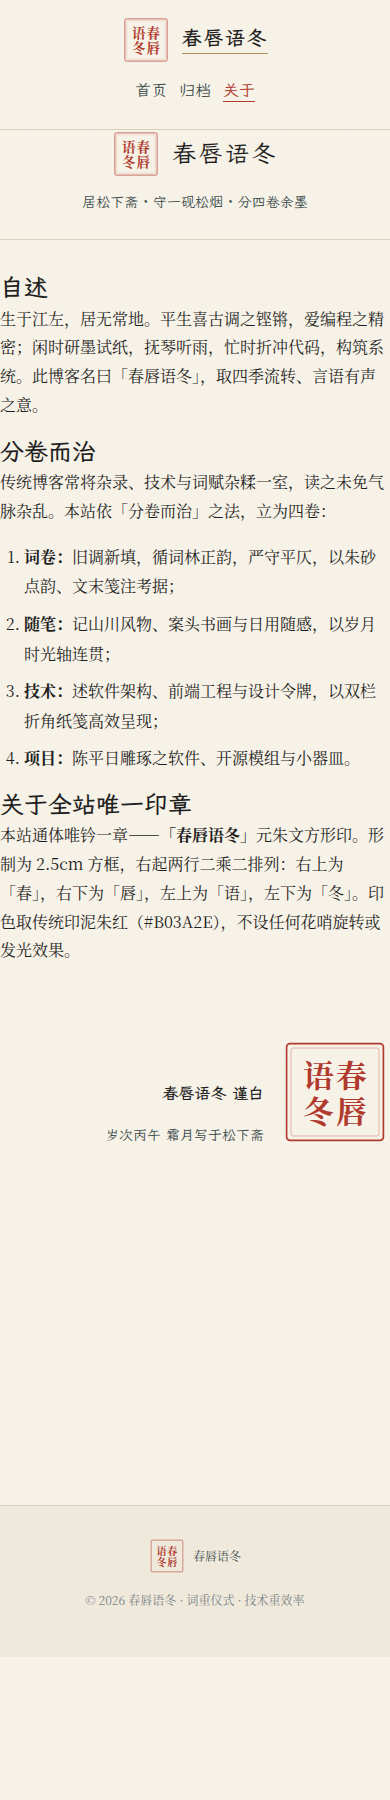 春唇语冬
春唇语冬
首页 归档 关于
春唇语冬
春唇语冬
居松下斋・守一砚松烟・分四卷余墨
自述
生于江左，居无常地。平生喜古调之铿锵，爱编程之精
密；闲时研墨试纸，抚琴听雨，忙时折冲代码，构筑系
统。此博客名曰「春唇语冬」，取四季流转、言语有声
之意。
分卷而治
传统博客常将杂录、技术与词赋杂糅一室，读之未免气
脉杂乱。本站依「分卷而治」之法，立为四卷：
1. 词卷：旧调新填，循词林正韵，严守平仄，以朱砂
点韵、文末笺注考据；
2. 随笔：记山川风物、案头书画与日用随感，以岁月
时光轴连贯；
3. 技术：述软件架构、前端工程与设计令牌，以双栏
折角纸笺高效呈现；
4. 项目：陈平日雕琢之软件、开源模组与小器皿。
关于全站唯一印章
本站通体唯钤一章——「春唇语冬」元朱文方形印。形
制为 2.5cm 方框，右起两行二乘二排列：右上为
「春」，右下为「唇」，左上为「语」，左下为「冬」。印
色取传统印泥朱红（#B03A2E），不设任何花哨旋转或
发光效果。
春唇语冬 谨白
岁次丙午 霜月写于松下斋
春唇语冬
春唇语冬
春唇语冬
© 2026 春唇语冬 · 词重仪式 · 技术重效率